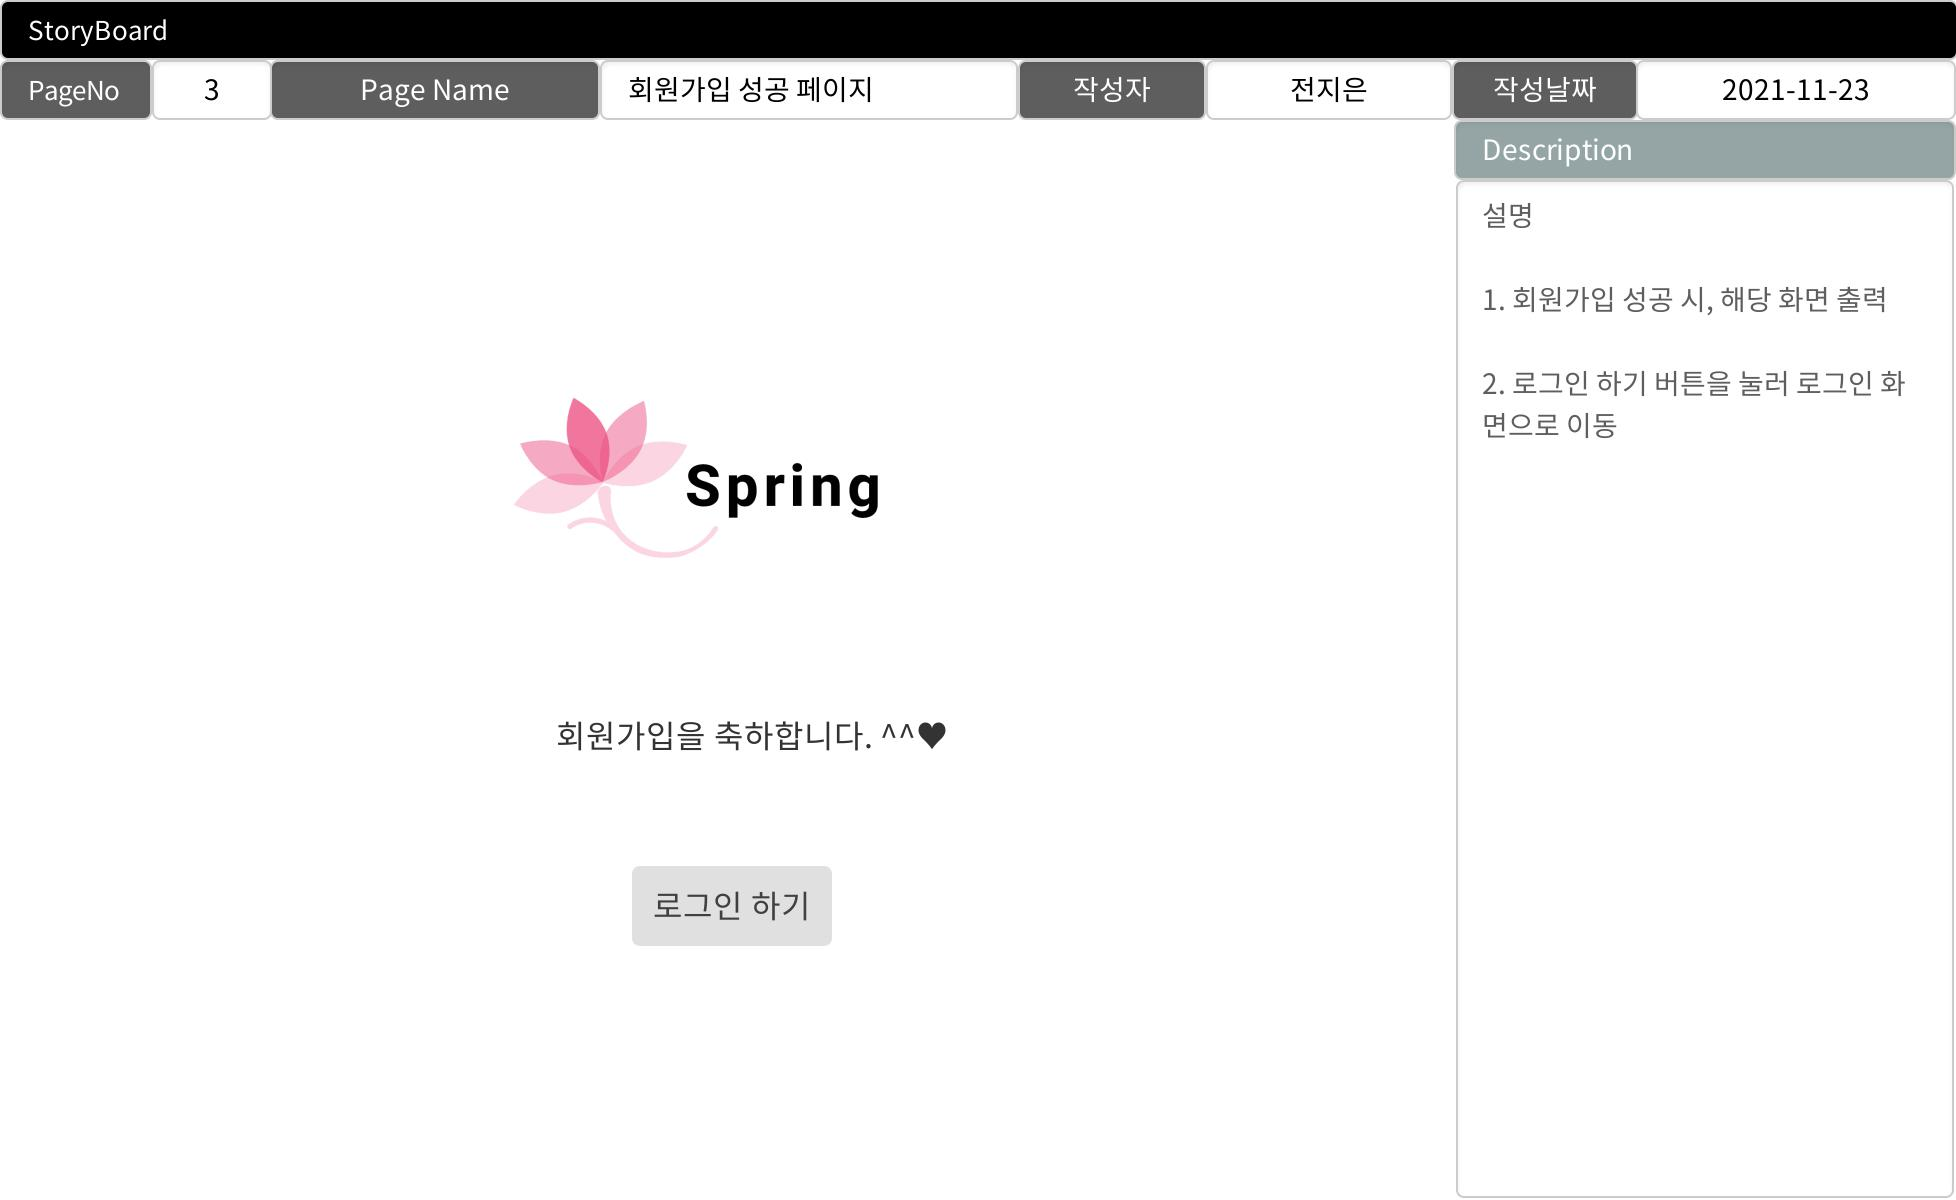 StoryBoard
PageNo 3 Page Name 회원가입 성공 페이지 작성자 전지은 작성날짜 2021-11-23
Description
설명
1. 회원가입 성공 시, 해당 화면 출력
2. 로그인 하기 버튼을 눌러 로그인 화
면으로 이동
Spring
회원가입을 축하합니다. ^^♥
로그인 하기